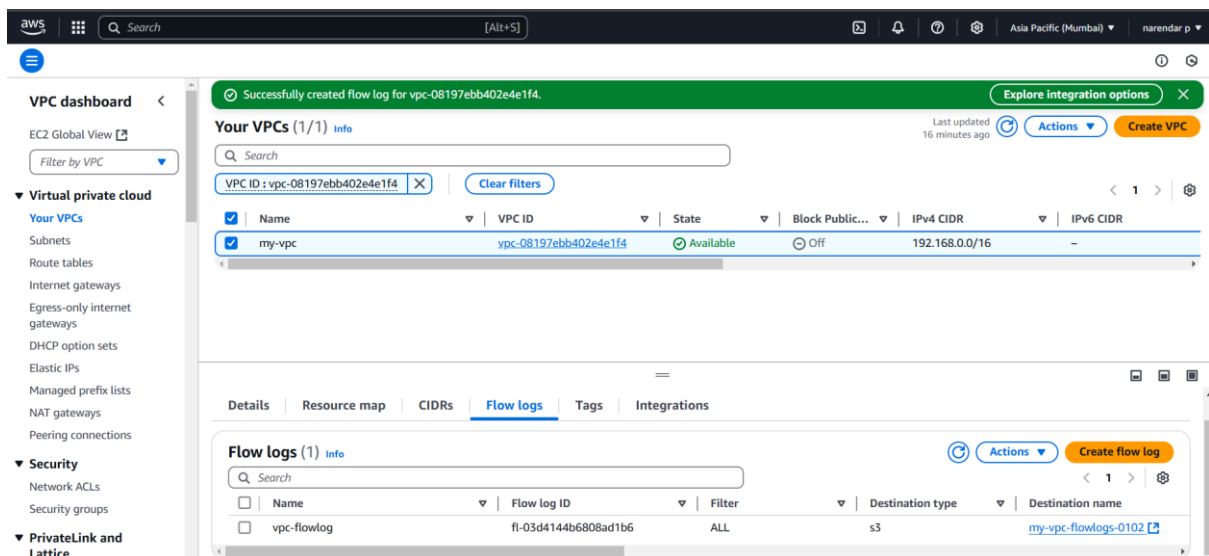 aws
Search [Alt+S] Asia Pacific (Mumbai) narendar p
VPC dashboard
EC2 Global View
Filter by VPC
Virtual private cloud
Your VPCs
Subnets
Route tables
Internet gateways
Egress-only internet
gateways
DHCP option sets
Elastic IPs
Managed prefix lists
NAT gateways
Peering connections
Security
Network ACLs
Security groups
PrivateLink and
Lattice
Successfully created flow log for vpc-08197ebb402e4e1f4. Explore integration options
Your VPCs (1/1) Info
Last updated
16 minutes ago
Actions Create VPC
Search
VPC ID : vpc-08197ebb402e4e1f4 Clear filters
1
Name VPC ID State Block Public... IPv4 CIDR IPv6 CIDR
my-vpc vpc-08197ebb402e4e1f4 Available Off 192.168.0.0/16 –
Details Resource map CIDRs Flow logs Tags Integrations
Flow logs (1) Info Actions Create flow log
Search
1
Name Flow log ID Filter Destination type Destination name
vpc-flowlog fl-03d4144b6808ad1b6 ALL s3 my-vpc-flowlogs-0102